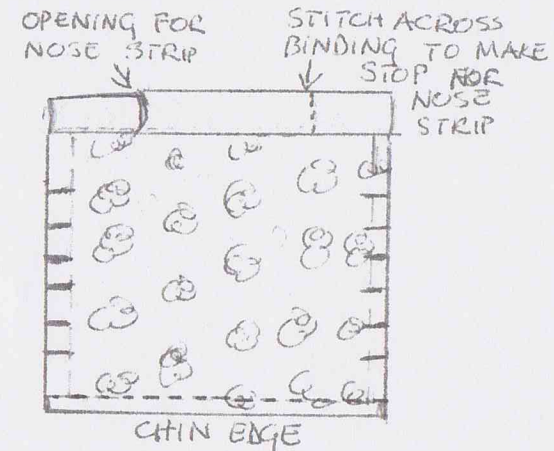 OPENING FOR
NOSE STRIP
STITCH ACROSS
BINDING TO MAKE
STOP FOR
NOSE
STRIP
CHIN EDGE